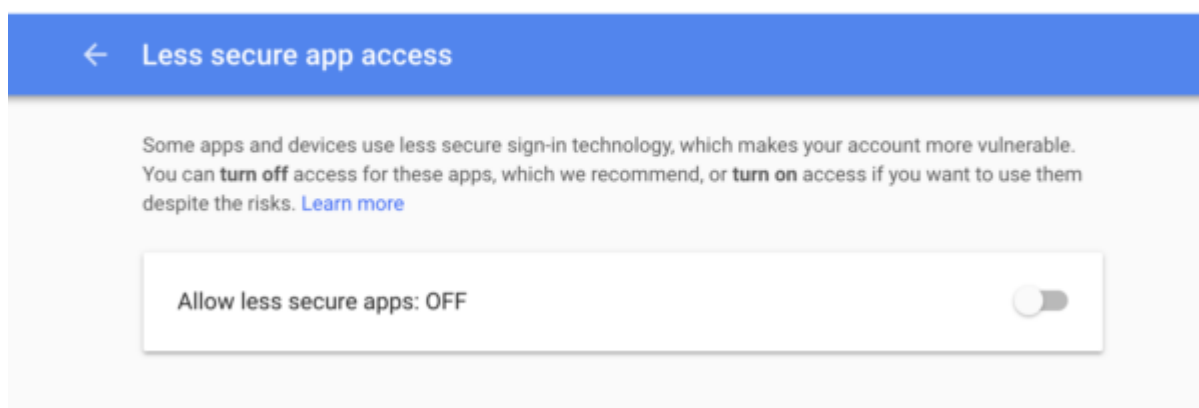 Less secure app access
Some apps and devices use less secure sign-in technology, which makes your account more vulnerable.
You can turn off access for these apps, which we recommend, or turn on access if you want to use them
despite the risks. Learn more
Allow less secure apps: OFF